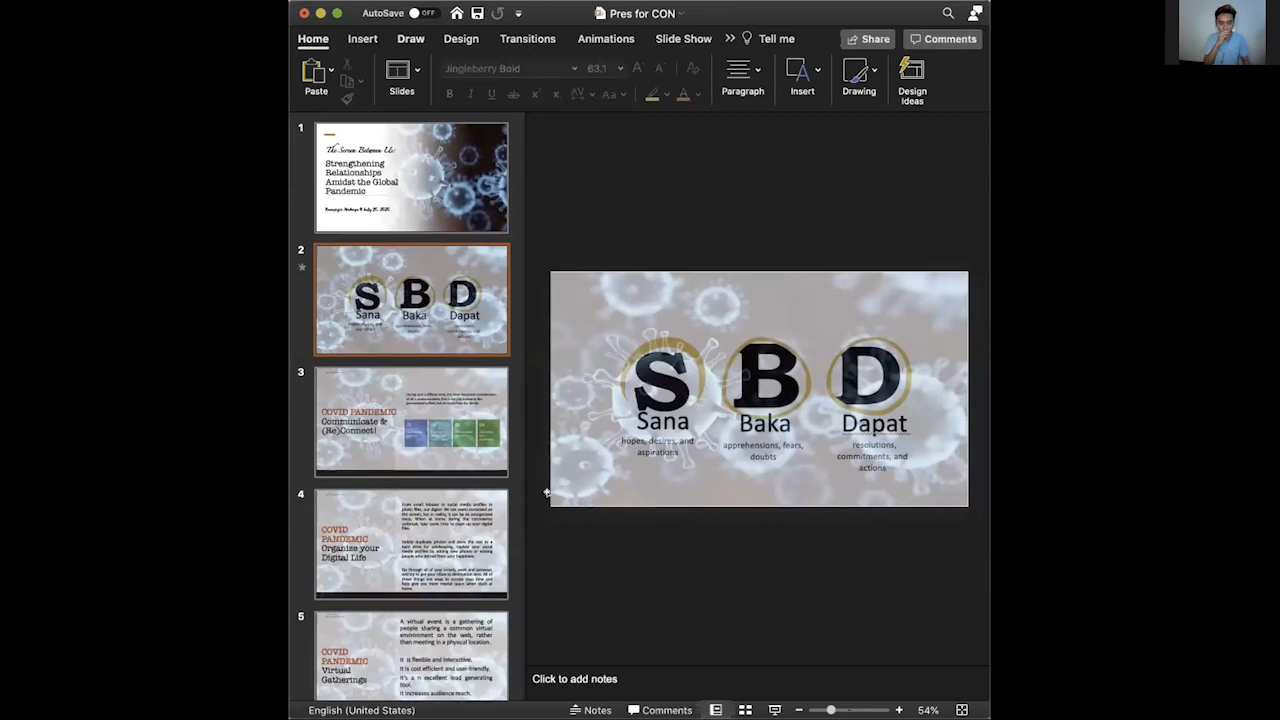 AutoSave OFF
Pres for CON
Home Insert Draw Design Transitions Animations Slide Show Tell me Share Comments
Jingleberry Bold 63.1
Paste Slides Paragraph Insert Drawing Design Ideas
1
The Screen Between Us:
Strengthening
Relationships
Amidst the Global
Pandemic
2
S B D
Sana Baka Dapat
3
COVID PANDEMIC
Communicate &
(Re)Connect!
4
COVID
PANDEMIC
Organize your
Digital Life
5
COVID
PANDEMIC
Virtual
Gatherings
A virtual event is a gathering of
people sharing a common virtual
environment on the web, rather
than meeting in a physical location.
It is flexible and interactive.
It is cost efficient and user-friendly.
It's a n excellent lead generating
tool.
It increases audience reach.
S B D
Sana Baka Dapat
hopes, desires, and
aspirations
apprehensions, fears,
doubts
resolutions,
commitments, and
actions
Click to add notes
English (United States) Notes Comments 54%